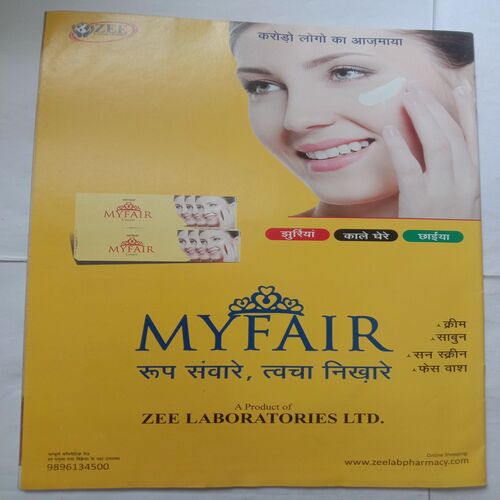 ZEE
करोड़ो लोगो का आजमाया
MYFAIR
MYFAIR
झुर्रियां
काले घेरे
छाईया
MYFAIR
रूप संवारे, त्वचा निख़ारे
क्रीम
साबुन
सन स्क्रीन
फेस वाश
A Product of
ZEE LABORATORIES LTD.
9896134500
Online Shopping:
www.zeelabpharmacy.com